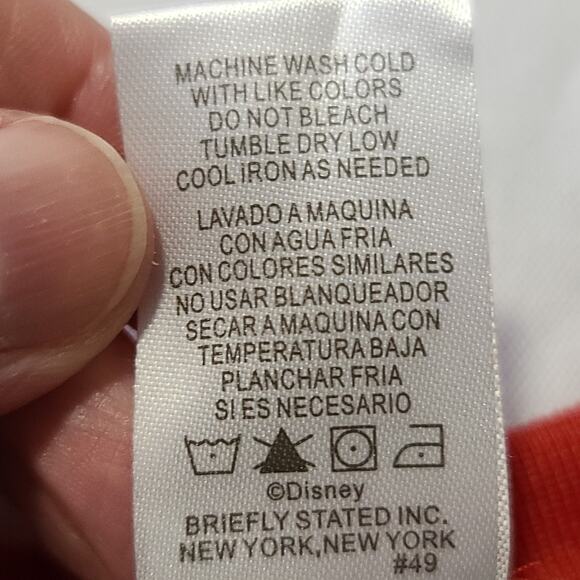 MACHINE WASH COLD
WITH LIKE COLORS
DO NOT BLEACH
TUMBLE DRY LOW
COOL IRON AS NEEDED
LAVADO A MAQUINA
CON AGUA FRIA
CON COLORES SIMILARES
NO USAR BLANQUEADOR
SECAR A MAQUINA CON
TEMPERATURA BAJA
PLANCHAR FRIA
SI ES NECESARIO
©Disney
BRIEFLY STATED INC.
NEW YORK,NEW YORK
#49